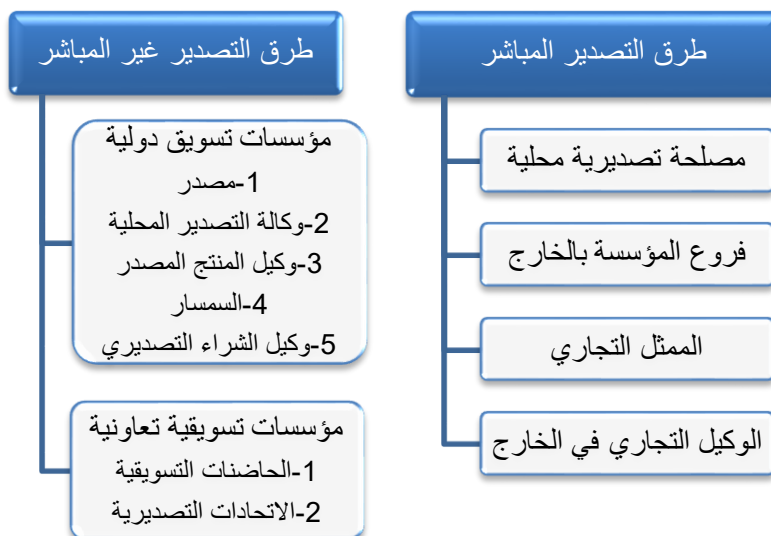 طرق التصدير المباشر
مصلحة تصديرية محلية
فروع المؤسسة بالخارج
الممثل التجاري
الوكيل التجاري في الخارج
طرق التصدير غير المباشر
مؤسسات تسويق دولية
1-مصدر
2-وكالة التصدير المحلية
3-وكيل المنتج المصدر
4-السمسار
5-وكيل الشراء التصديري
مؤسسات تسويقية تعاونية
1-الحاضنات التسويقية
2-الاتحادات التصديرية